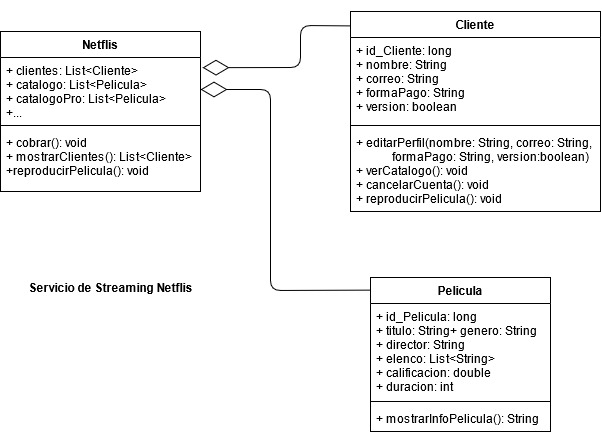 Netflis
+ clientes: List<Cliente>
+ catalogo: List<Pelicula>
+ catalogoPro: List<Pelicula>
+...
+ cobrar(): void
+ mostrarClientes(): List<Cliente>
+reproducirPelicula(): void
Cliente
+ id_Cliente: long
+ nombre: String
+ correo: String
+ formaPago: String
+ version: boolean
+ editarPerfil(nombre: String, correo: String,
formaPago: String, version:boolean)
+ verCatalogo(): void
+ cancelarCuenta(): void
+ reproducirPelicula(): void
Servicio de Streaming Netflis
Pelicula
+ id_Pelicula: long
+ titulo: String+ genero: String
+ director: String
+ elenco: List<String>
+ calificacion: double
+ duracion: int
+ mostrarInfoPelicula(): String